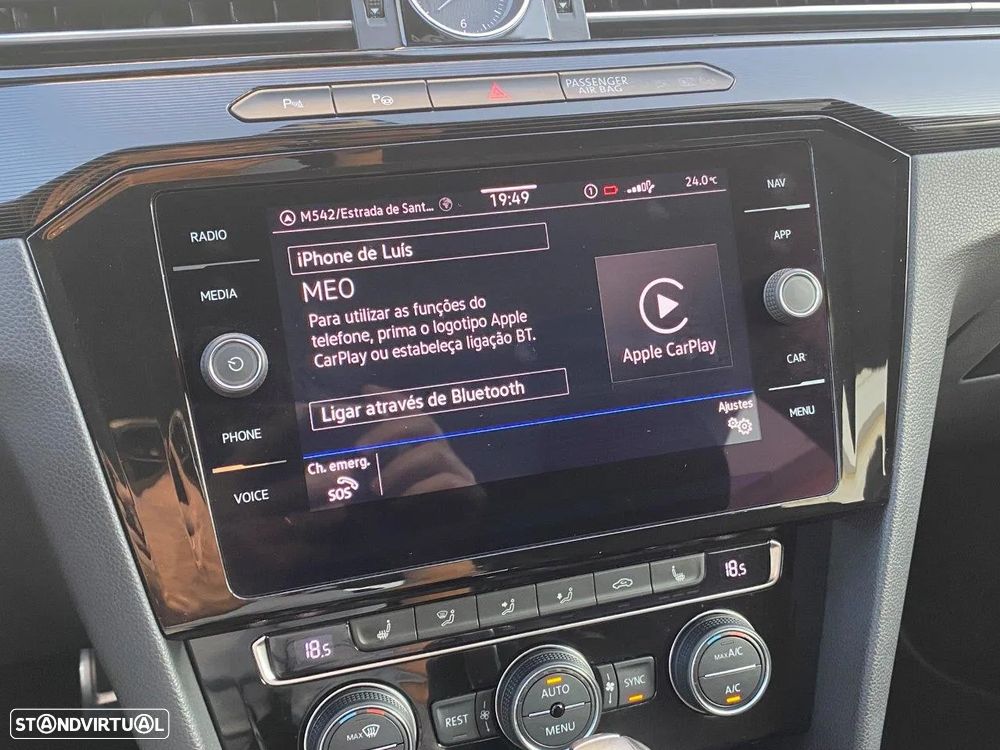 6
P
P
PASSENGER
AIR BAG
RADIO
MEDIA
PHONE
VOICE
M542/Estrada de Sant...
19:49
1
24.0°C
iPhone de Luís
MEO
Para utilizar as funções do
telefone, prima o logotipo Apple
CarPlay ou estabeleça ligação BT.
Apple CarPlay
Ligar através de Bluetooth
Ajustes
Ch. emerg.
SOS
NAV
APP
CAR
MENU
18.5
18.5
MAX
REST
AUTO
MENU
SYNC
MAX A/C
A/C
STANDVIRTUAL